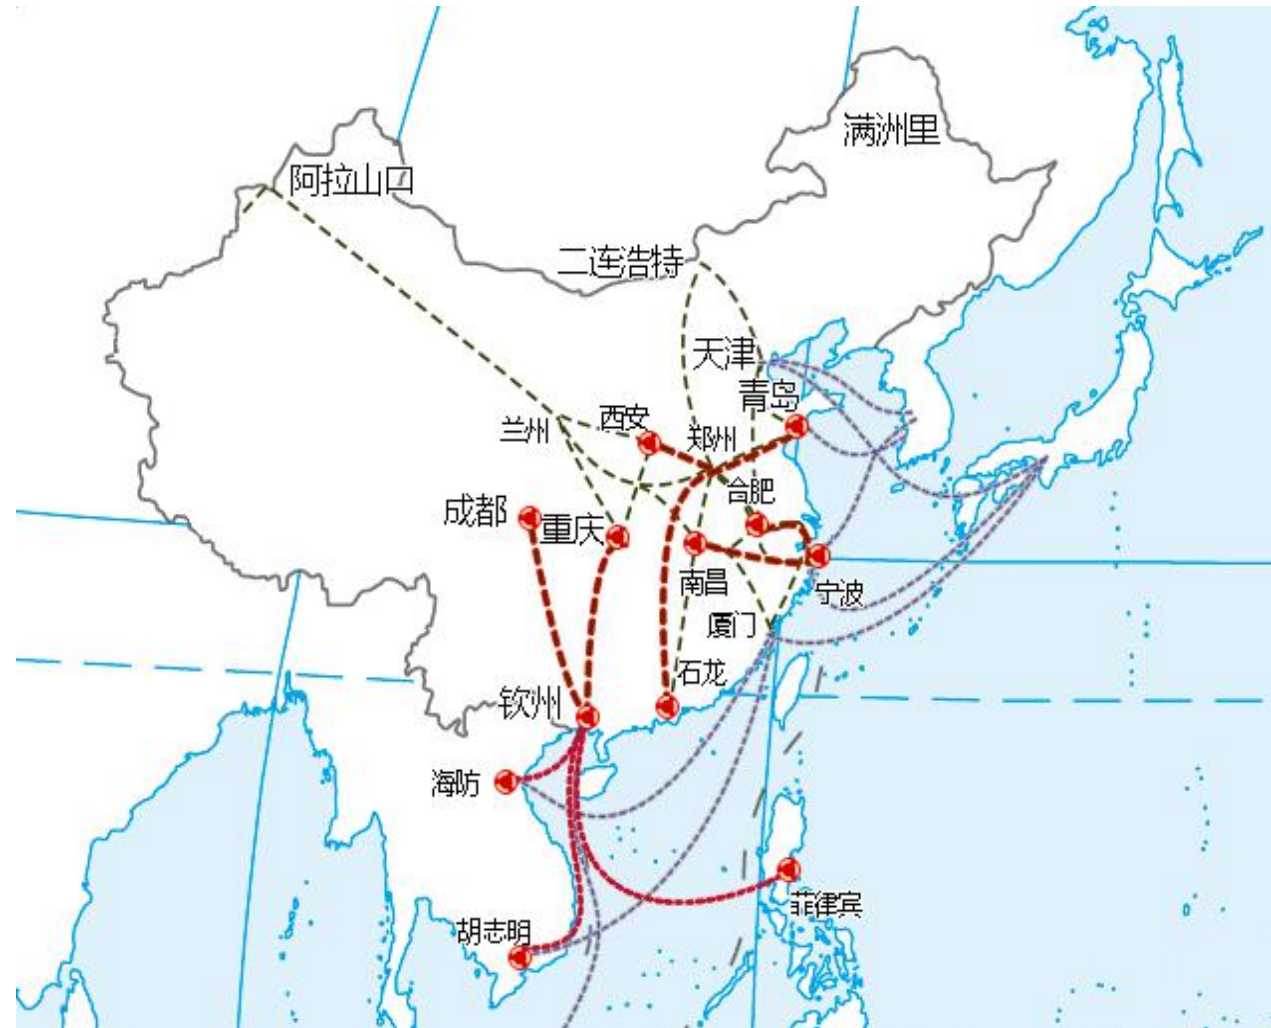 满洲里
阿拉山口
二连浩特
天津
青岛
西安
兰州
郑州
合肥
成都
重庆
南昌
宁波
厦门
石龙
钦州
海防
菲律宾
胡志明